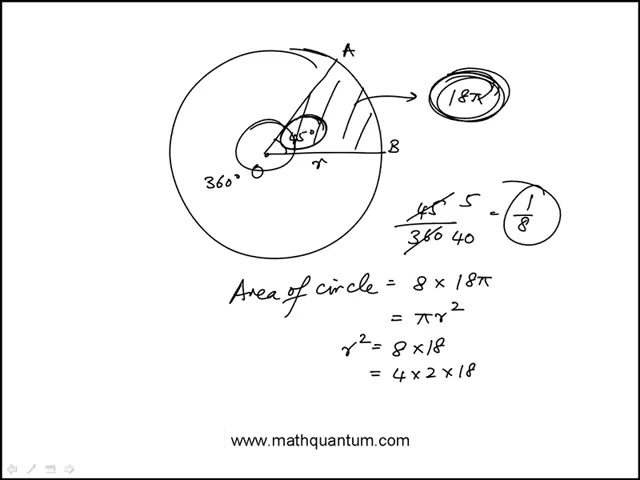 A
18π
45°
B
r
360°
O
45 5
360 40
= 1/8
Area of circle = 8 × 18π
= πr²
r² = 8 × 18
= 4 × 2 × 18
www.mathquantum.com